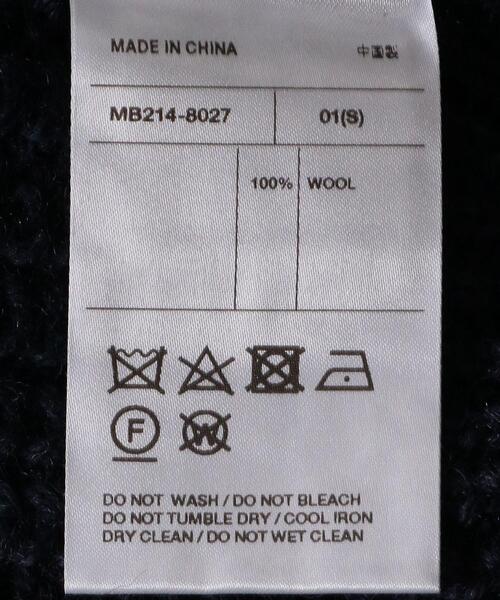 MADE IN CHINA 中国製
MB214-8027 01(S)
100% WOOL
F W
DO NOT WASH / DO NOT BLEACH
DO NOT TUMBLE DRY / COOL IRON
DRY CLEAN / DO NOT WET CLEAN